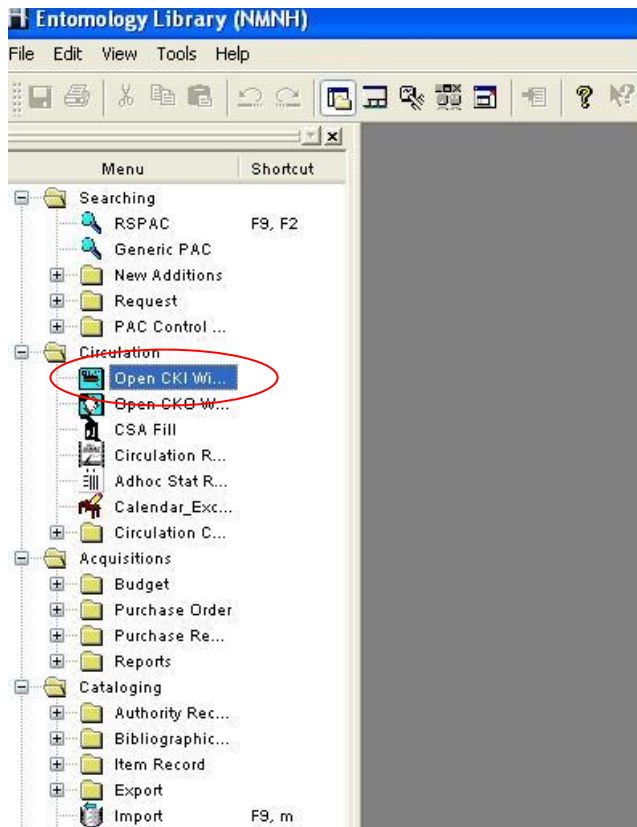 Entomology Library (NMNH)
File Edit View Tools Help
Menu Shortcut
Searching
RSPAC F9, F2
Generic PAC
New Additions
Request
PAC Control ...
Circulation
Open CKI Wi...
Open CKO W...
CSA Fill
Circulation R...
Adhoc Stat R...
Calendar_Exc...
Circulation C...
Acquisitions
Budget
Purchase Order
Purchase Re...
Reports
Cataloging
Authority Rec...
Bibliographic...
Item Record
Export
Import F9, m